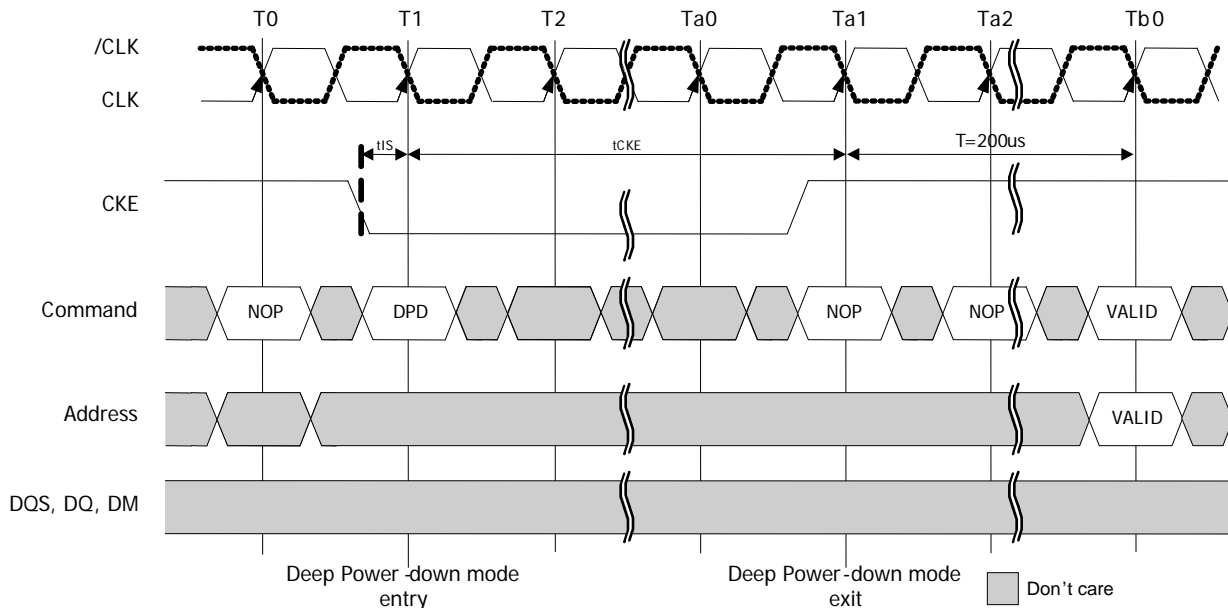 T0 T1 T2 Ta0 Ta1 Ta2 Tb0
/CLK
CLK
tIS tCKE T=200us
CKE
Command NOP DPD NOP NOP VALID
Address VALID
DQS, DQ, DM
Deep Power-down mode entry
Deep Power-down mode exit
Don't care